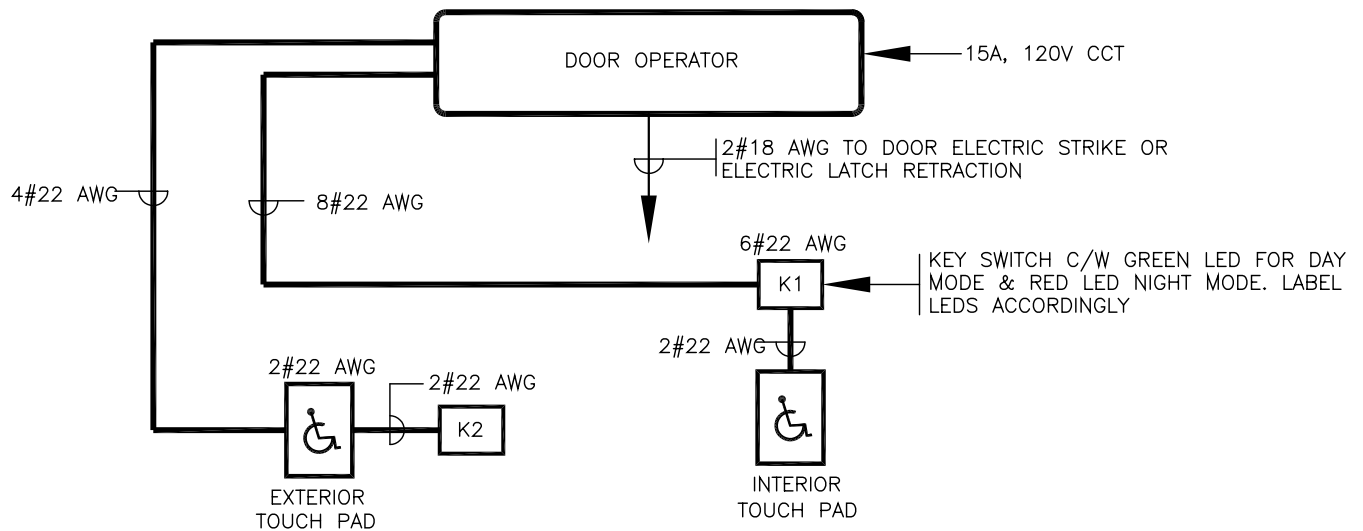 DOOR OPERATOR
15A, 120V CCT
2#18 AWG TO DOOR ELECTRIC STRIKE OR
ELECTRIC LATCH RETRACTION
4#22 AWG
8#22 AWG
6#22 AWG
K1
KEY SWITCH C/W GREEN LED FOR DAY
MODE & RED LED NIGHT MODE. LABEL
LEDS ACCORDINGLY
2#22 AWG
2#22 AWG
2#22 AWG
K2
EXTERIOR
TOUCH PAD
INTERIOR
TOUCH PAD